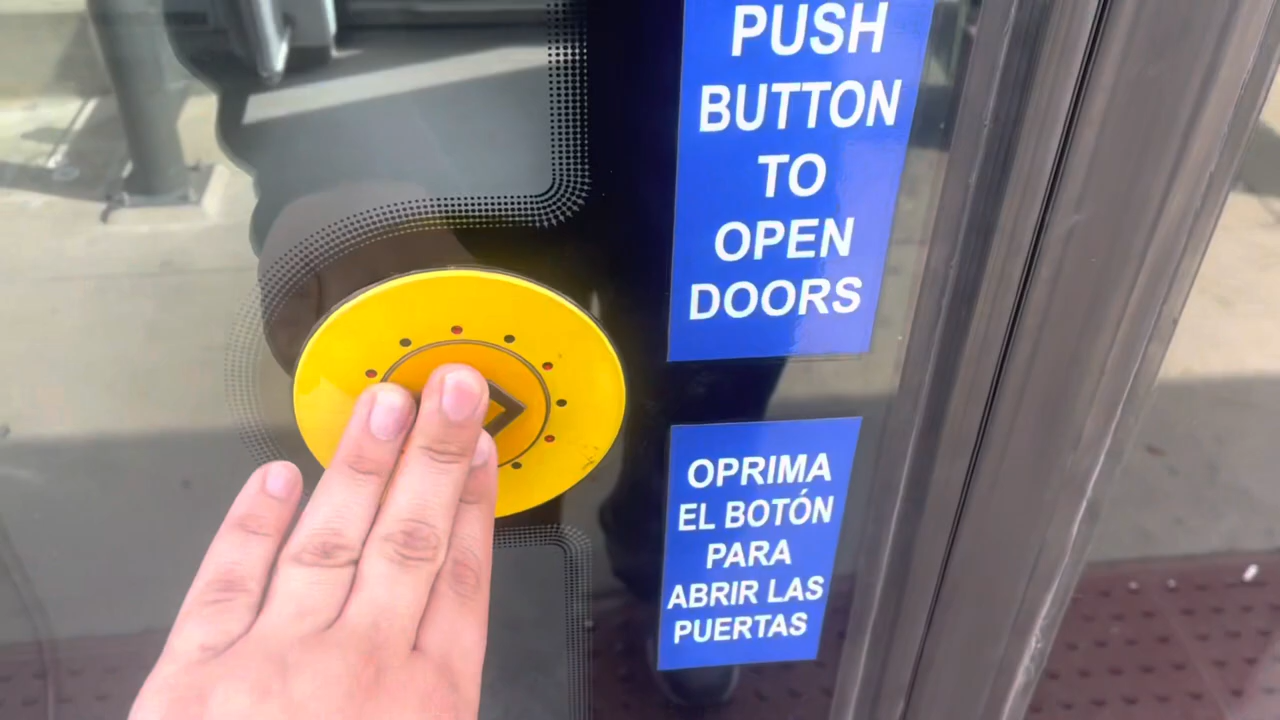 PUSH
BUTTON
TO
OPEN
DOORS
OPRIMA
EL BOTÓN
PARA
ABRIR LAS
PUERTAS